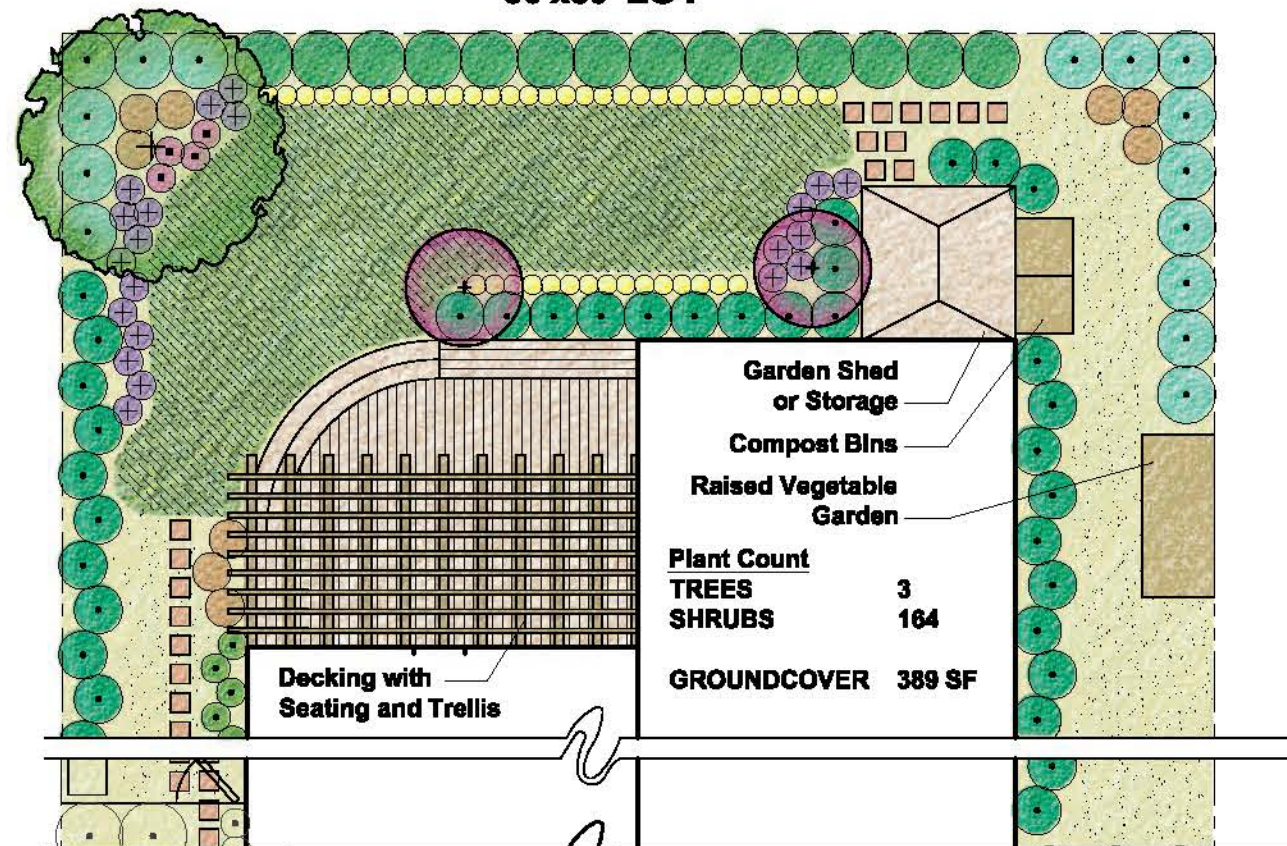 LOT
Garden Shed
or Storage
Compost Bins
Raised Vegetable
Garden
Plant Count
TREES 3
SHRUBS 164
GROUNDCOVER 389 SF
Decking with
Seating and Trellis